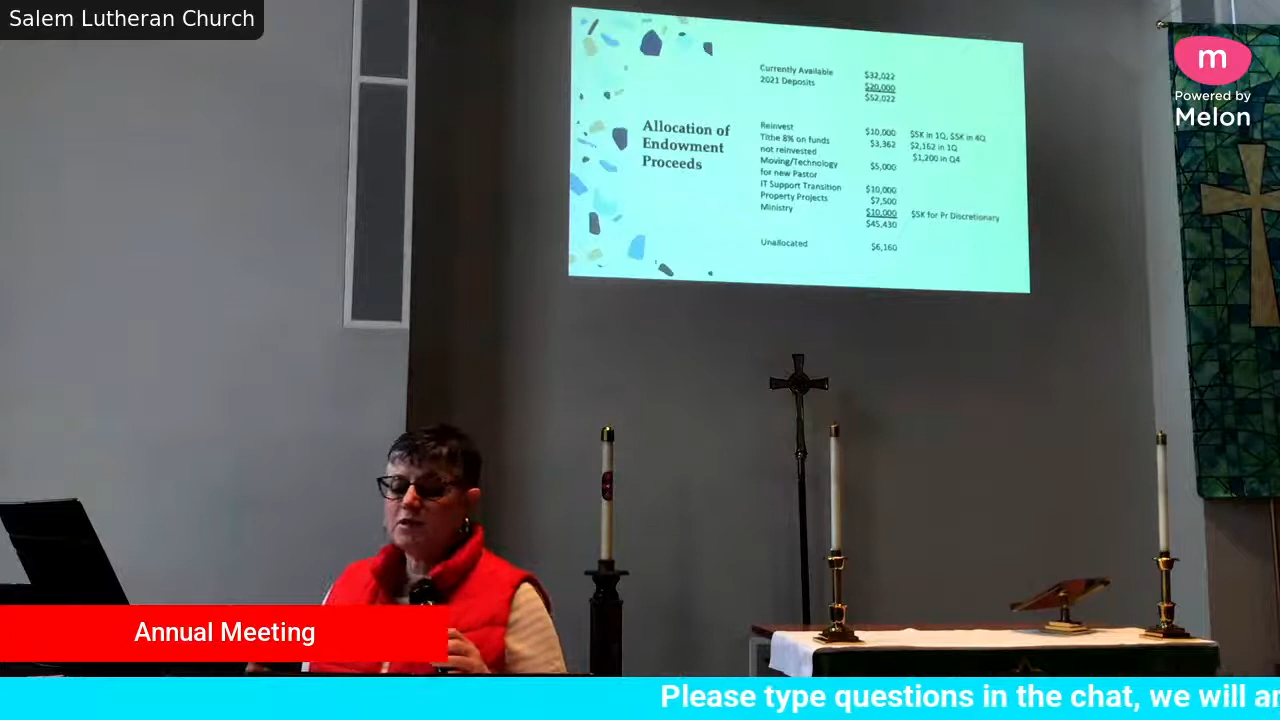 Salem Lutheran Church
m
Powered by
Melon
Allocation of
Endowment
Proceeds
Currently Available $32,022
2021 Deposits $20,000
$52,022
Reinvest $10,000 $5K in 1Q, $5K in 4Q
Tithe 8% on funds $3,362 $2,162 in 1Q
not reinvested $1,200 in Q4
Moving/Technology $5,000
for new Pastor
IT Support Transition $10,000
Property Projects $7,500
Ministry $10,000 $5K for Pr Discretionary
$45,430
Unallocated $6,160
Annual Meeting
Please type questions in the chat, we will